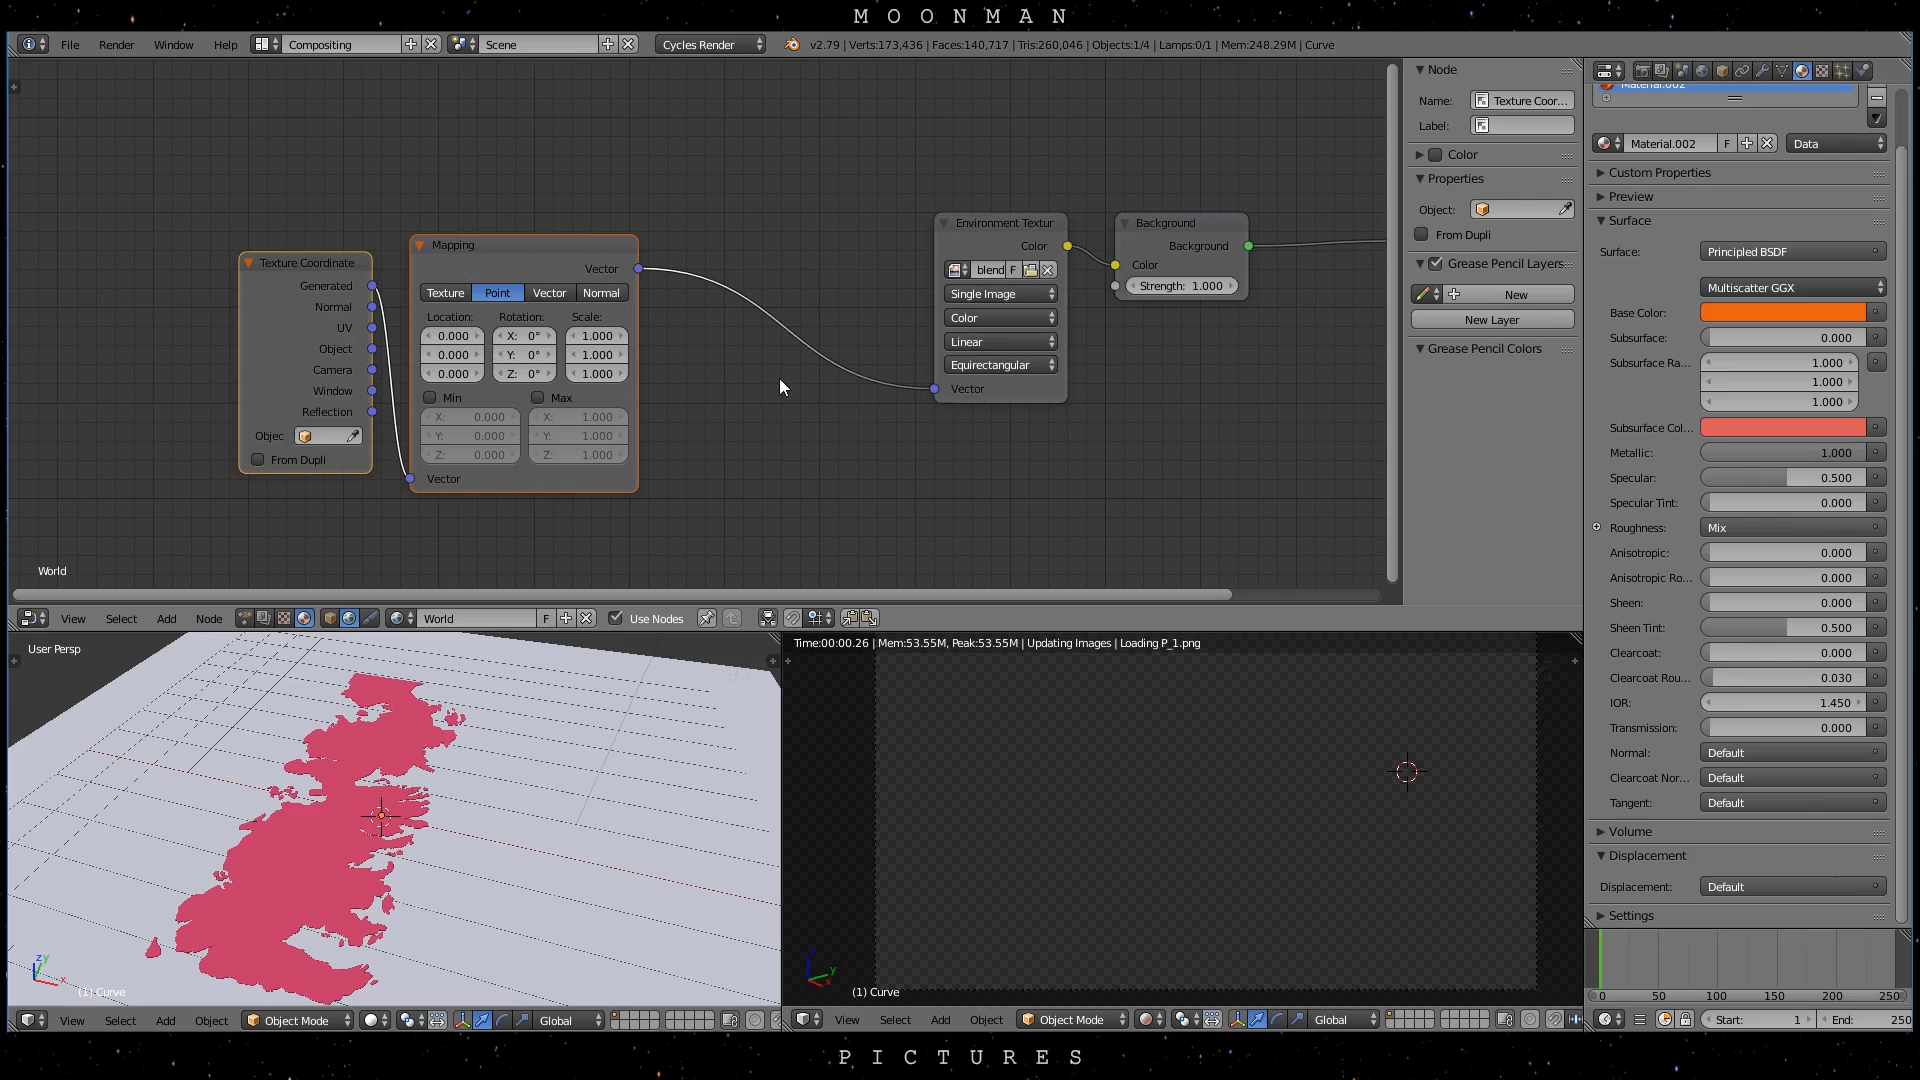 MOONMAN
File Render Window Help Compositing Scene Cycles Render v2.79 | Verts:173,436 | Faces:140,717 | Tris:260,046 | Objects:1/4 | Lamps:0/1 | Mem:248.29M | Curve
Texture Coordinate
Generated
Normal
UV
Object
Camera
Window
Reflection
Objec
From Dupli
Mapping
Vector
Texture Point Vector Normal
Location: Rotation: Scale:
0.000 X: 0° 1.000
0.000 Y: 0° 1.000
0.000 Z: 0° 1.000
Min Max
X: 0.000 X: 1.000
Y: 0.000 Y: 1.000
Z: 0.000 Z: 1.000
Vector
Environment Textur
Color
blend F
Single Image
Color
Linear
Equirectangular
Vector
Background
Background
Color
Strength: 1.000
World
Node
Name: Texture Coor...
Label:
Color
Properties
Object:
From Dupli
Grease Pencil Layers
New
New Layer
Grease Pencil Colors
Material.002
Material.002 F Data
Custom Properties
Preview
Surface
Surface: Principled BSDF
Multiscatter GGX
Base Color:
Subsurface: 0.000
Subsurface Ra... 1.000
1.000
1.000
Subsurface Col...
Metallic: 1.000
Specular: 0.500
Specular Tint: 0.000
Roughness: Mix
Anisotropic: 0.000
Anisotropic Ro... 0.000
Sheen: 0.000
Sheen Tint: 0.500
Clearcoat: 0.000
Clearcoat Rou... 0.030
IOR: 1.450
Transmission: 0.000
Normal: Default
Clearcoat Nor... Default
Tangent: Default
Volume
Displacement
Displacement: Default
Settings
View Select Add Node World F Use Nodes
User Persp
(1) Curve
Time:00:00.26 | Mem:53.55M, Peak:53.55M | Updating Images | Loading P_1.png
(1) Curve
0 50 100 150 200 250
View Select Add Object Object Mode Global
View Select Add Object Object Mode Global
Start: 1 End: 250
z y x
y x
PICTURES